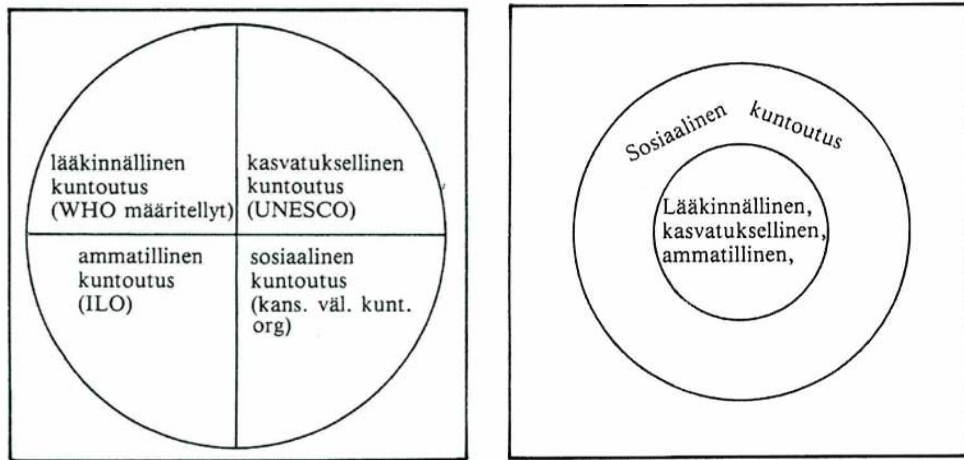 lääkinnällinen
kuntoutus
(WHO määritellyt)
kasvatuksellinen
kuntoutus
(UNESCO)
ammatillinen
kuntoutus
(ILO)
sosiaalinen
kuntoutus
(kans. väl. kunt.
org)
Sosiaalinen kuntoutus
Lääkinnällinen,
kasvatuksellinen,
ammatillinen,